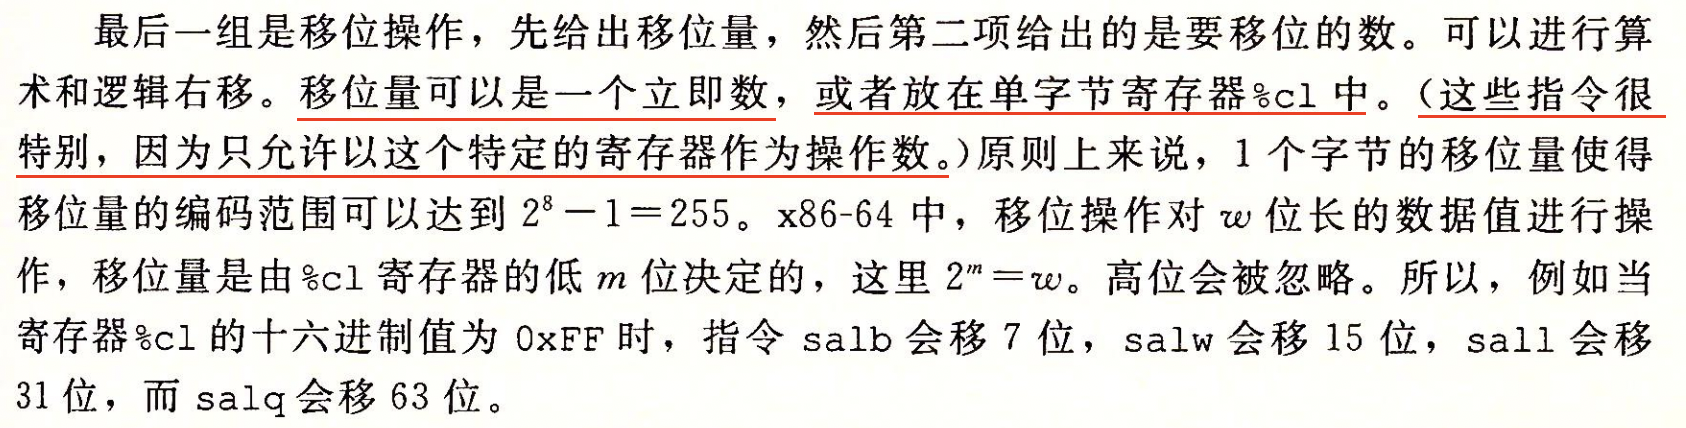 最后一组是移位操作，先给出移位量，然后第二项给出的是要移位的数。可以进行算
术和逻辑右移。移位量可以是一个立即数，或者放在单字节寄存器%cl 中。（这些指令很
特别，因为只允许以这个特定的寄存器作为操作数。）原则上来说，1 个字节的移位量使得
移位量的编码范围可以达到 2⁸－1＝255。x86-64 中，移位操作对 w 位长的数据值进行操
作，移位量是由%cl 寄存器的低 m 位决定的，这里 2ᵐ＝w。高位会被忽略。所以，例如当
寄存器%cl 的十六进制值为 0xFF 时，指令 salb 会移 7 位，salw 会移 15 位，sall 会移
31 位，而 salq 会移 63 位。